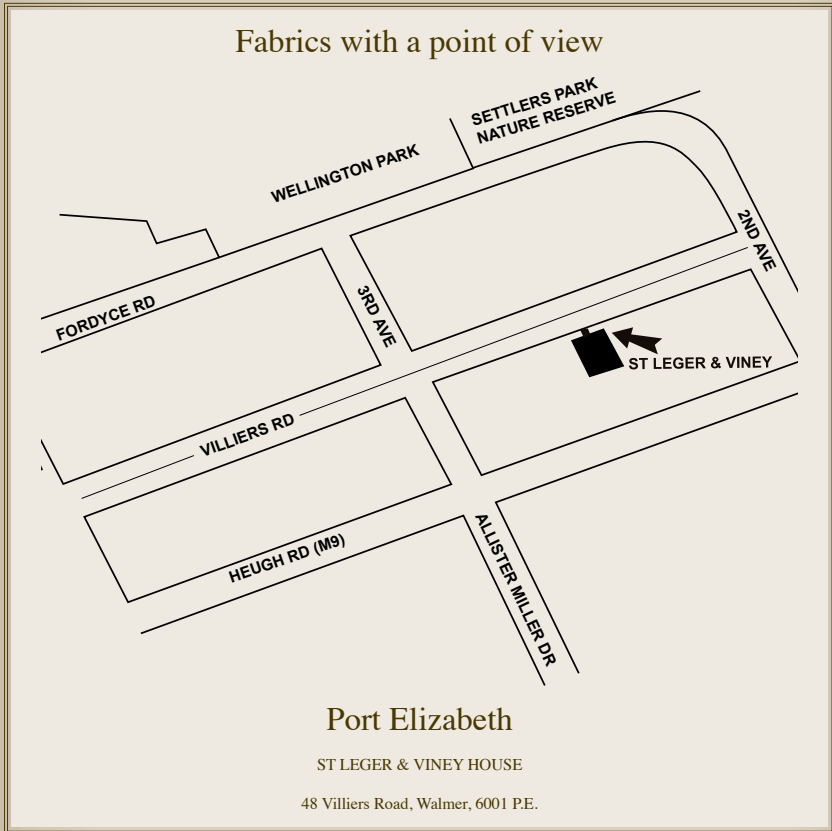 Fabrics with a point of view
SETTLERS PARK
NATURE RESERVE
WELLINGTON PARK
2ND AVE
FORDYCE RD
3RD AVE
ST LEGER & VINEY
VILLIERS RD
HEUGH RD (M9)
ALLISTER MILLER DR
Port Elizabeth
ST LEGER & VINEY HOUSE
48 Villiers Road, Walmer, 6001 P.E.